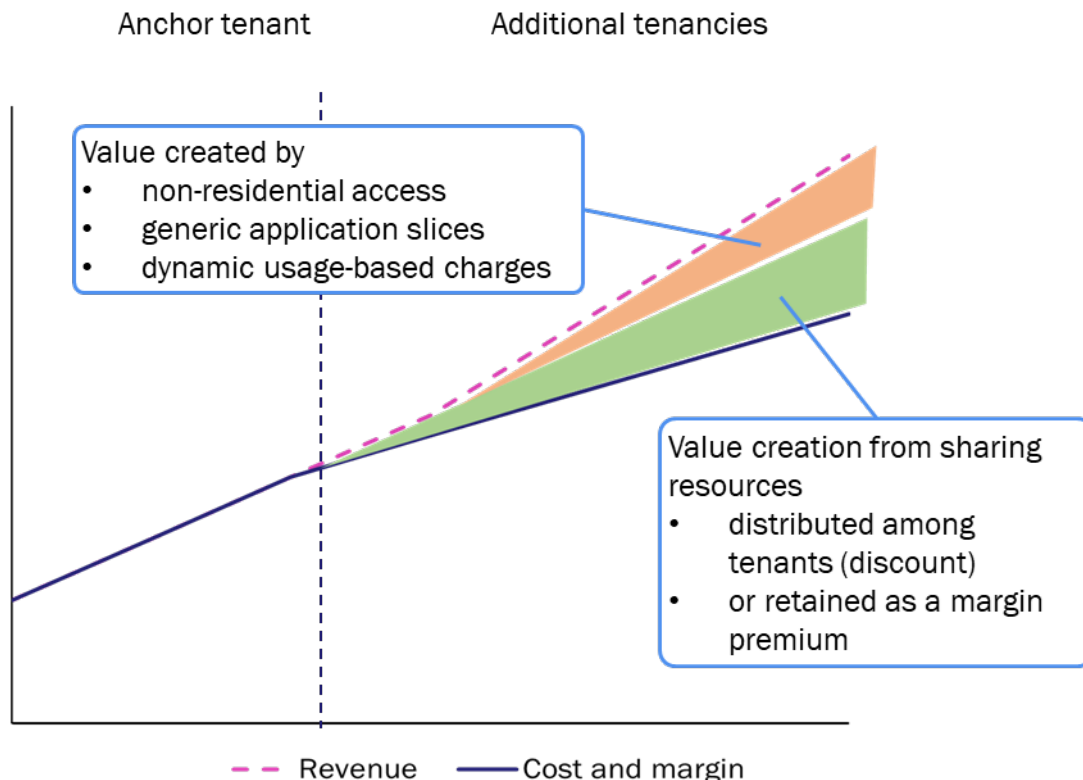 Anchor tenant
Additional tenancies
Value created by
• non-residential access
• generic application slices
• dynamic usage-based charges
Value creation from sharing
resources
• distributed among
tenants (discount)
• or retained as a margin
premium
Revenue
Cost and margin